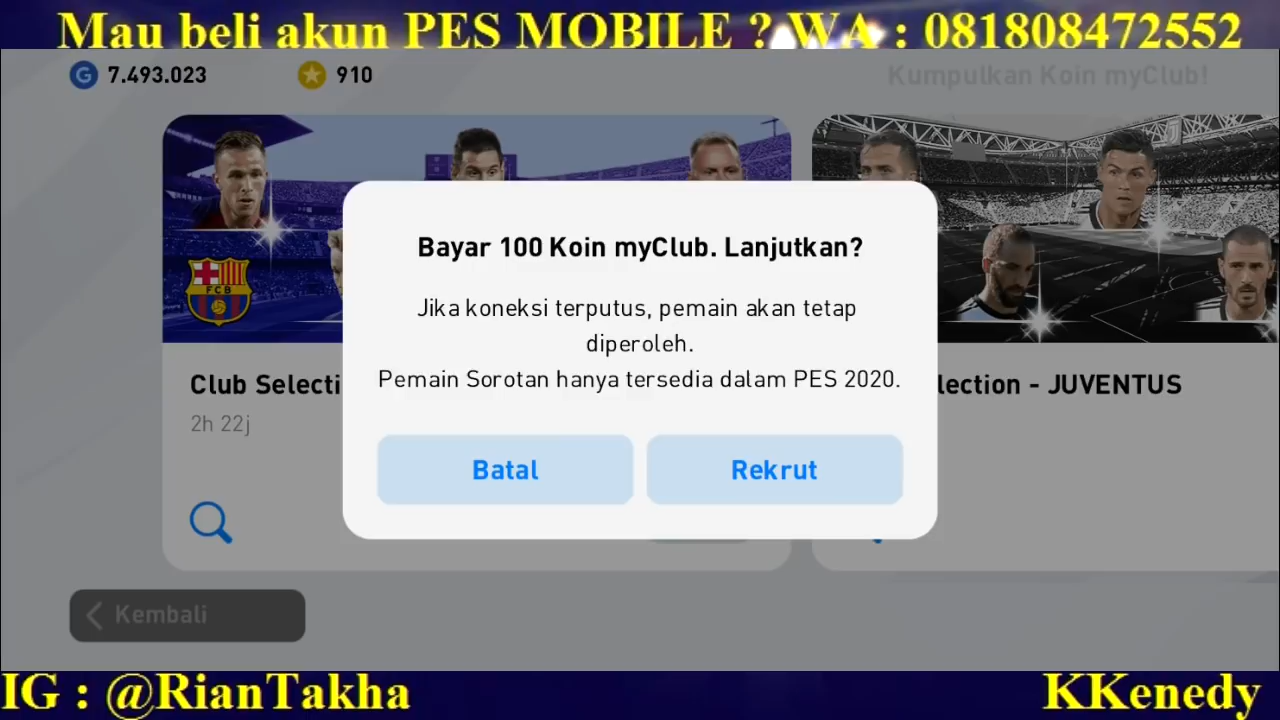 Mau beli akun PES MOBILE ? WA : 081808472552
G 7.493.023 910 Kumpulkan Koin myClub!
FCB
Bayar 100 Koin myClub. Lanjutkan?
Jika koneksi terputus, pemain akan tetap
diperoleh.
Pemain Sorotan hanya tersedia dalam PES 2020.
Club Selecti
lection - JUVENTUS
2h 22j
Batal Rekrut
Kembali
IG : @RianTakha KKenedy